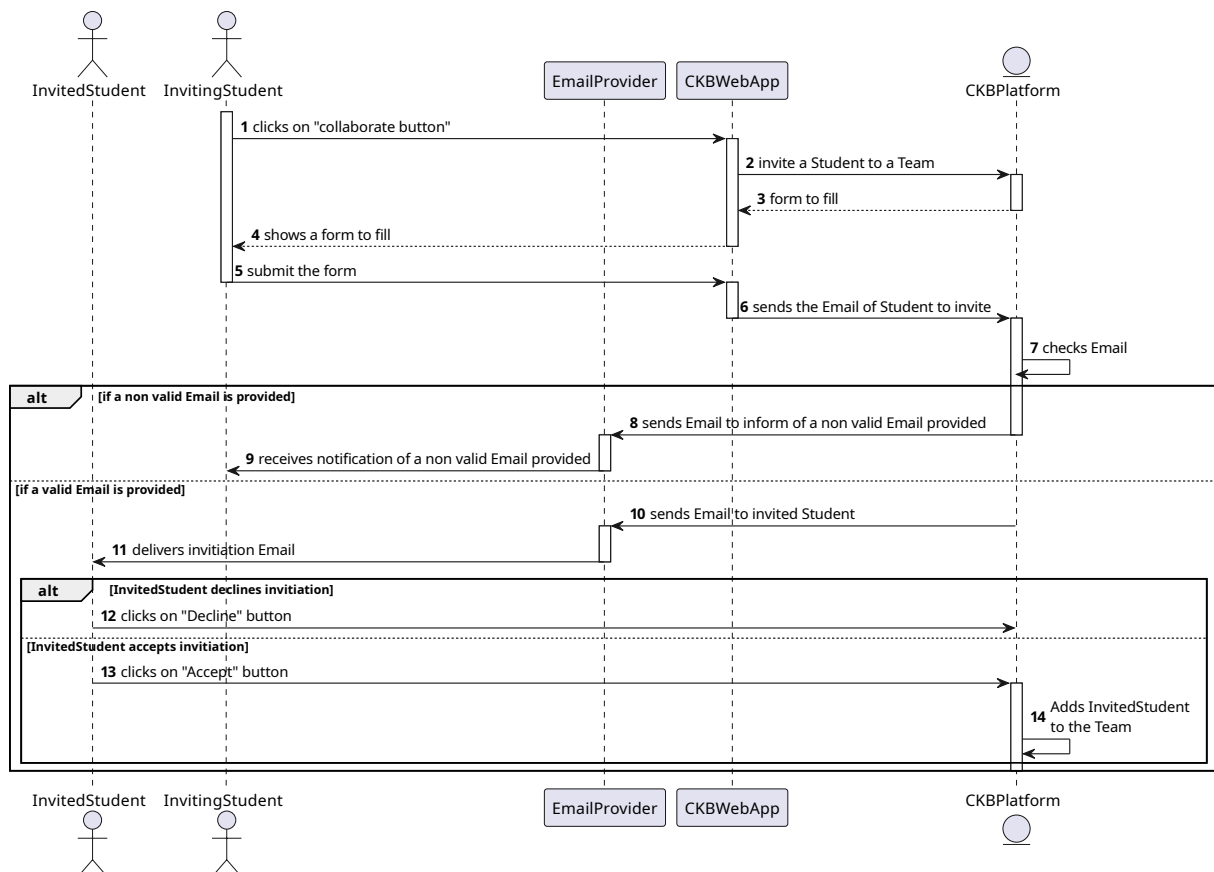 InvitedStudent InvitingStudent EmailProvider CKBWebApp CKBPlatform
1 clicks on "collaborate button"
2 invite a Student to a Team
3 form to fill
4 shows a form to fill
5 submit the form
6 sends the Email of Student to invite
7 checks Email
alt [if a non valid Email is provided]
8 sends Email to inform of a non valid Email provided
9 receives notification of a non valid Email provided
[if a valid Email is provided]
10 sends Email to invited Student
11 delivers invitiation Email
alt [InvitedStudent declines invitiation]
12 clicks on "Decline" button
[InvitedStudent accepts invitiation]
13 clicks on "Accept" button
14 Adds InvitedStudent
to the Team
InvitedStudent InvitingStudent EmailProvider CKBWebApp CKBPlatform